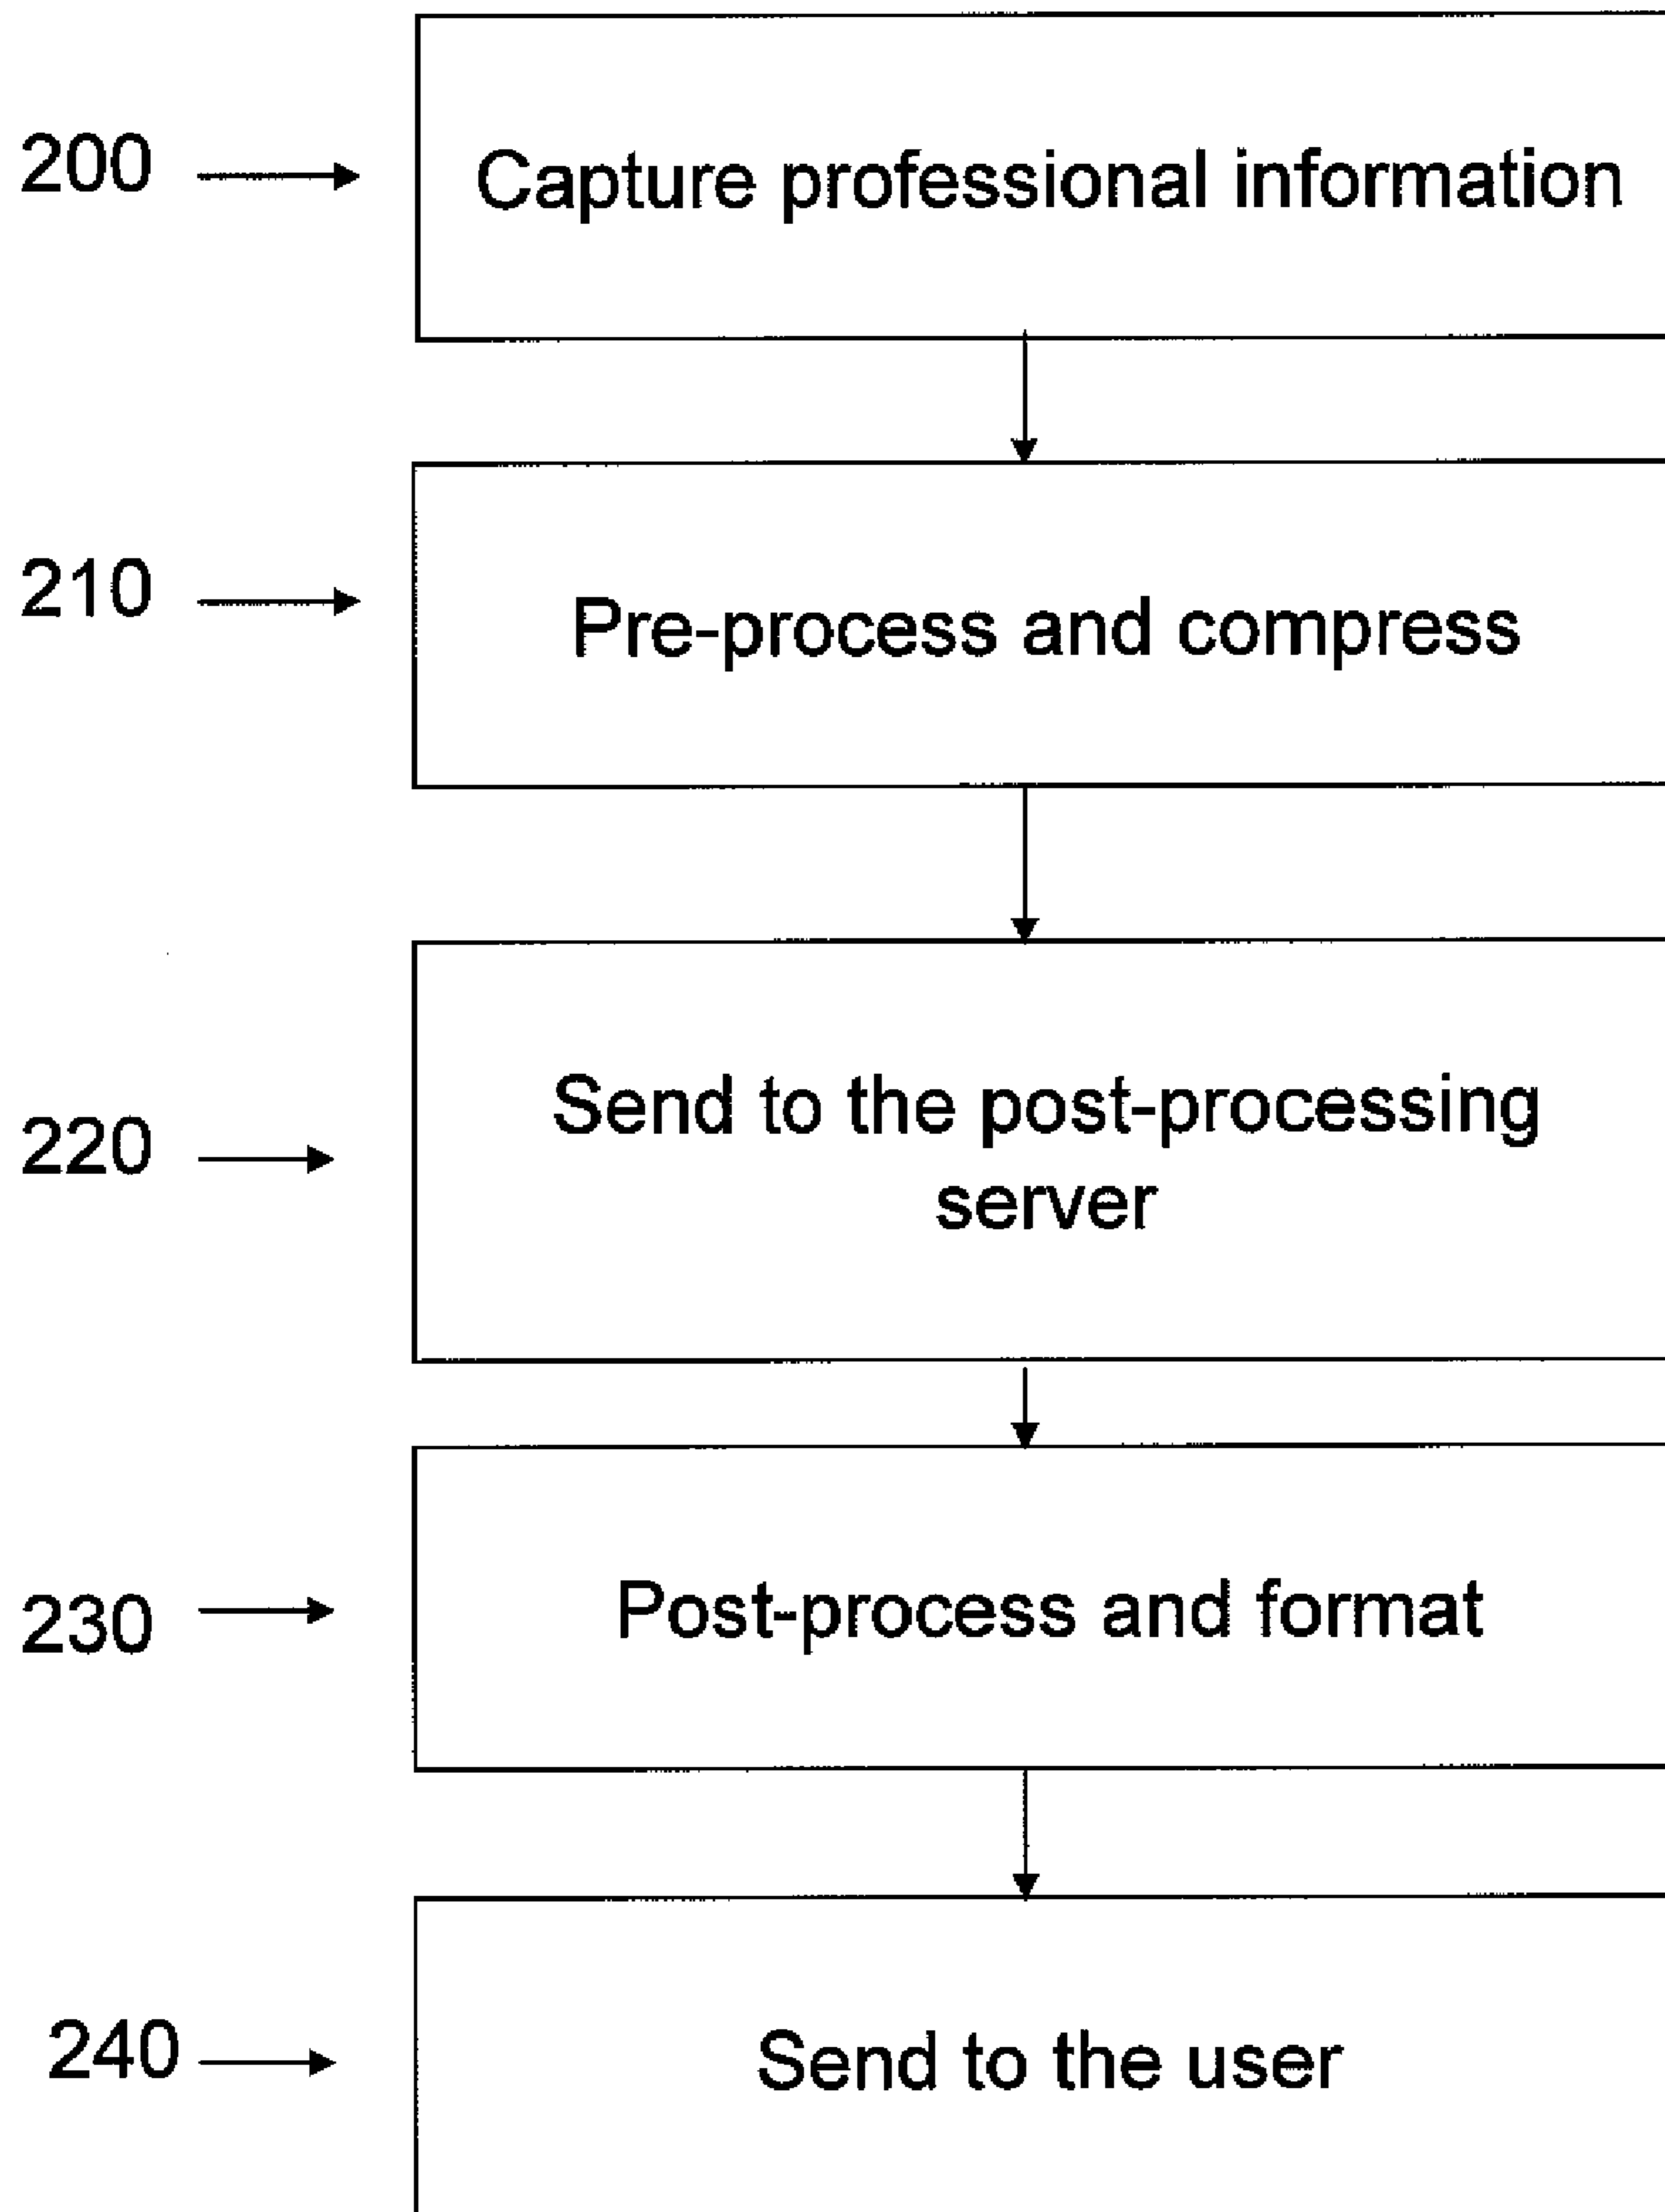 200
Capture professional information
210
Pre-process and compress
220
Send to the post-processing
server
230
Post-process and format
240
Send to the user